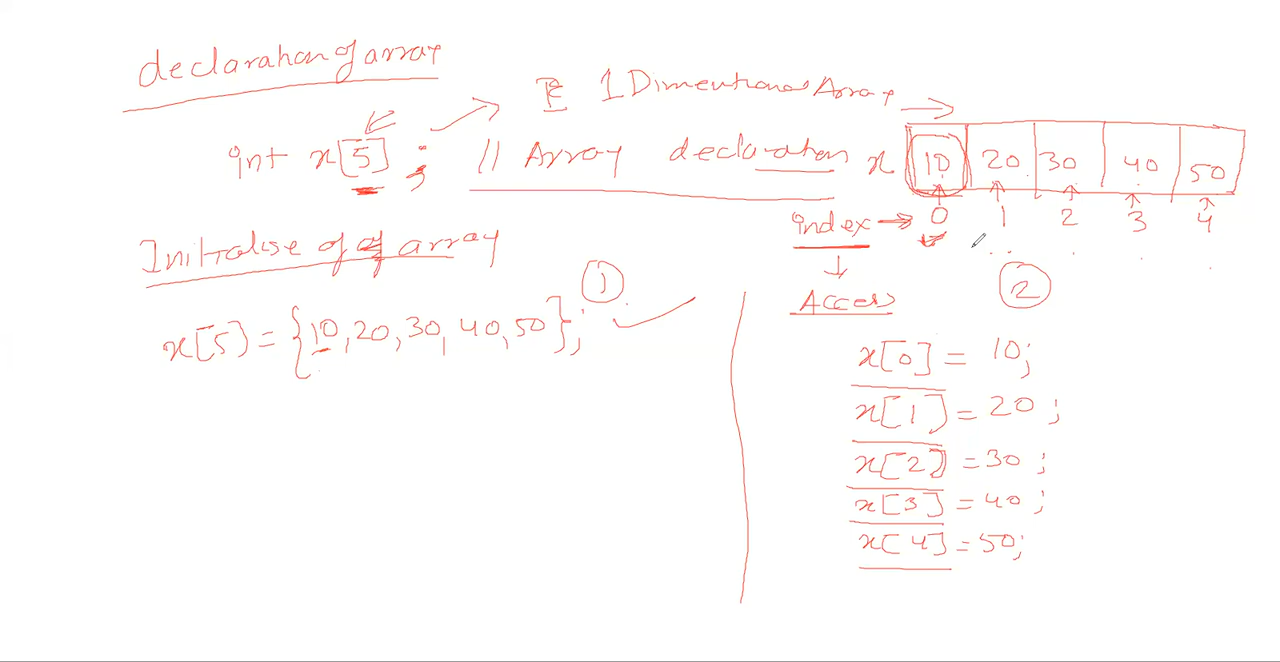 declaration of array
1 Dimentional Array
int x[5]; // Array declaration x 10 20 30 40 50
index → 0 1 2 3 4
Initialise of array
1
2
Access
x[5] = {10,20,30,40,50};
x[0] = 10;
x[1] = 20;
x[2] = 30;
x[3] = 40;
x[4] = 50;